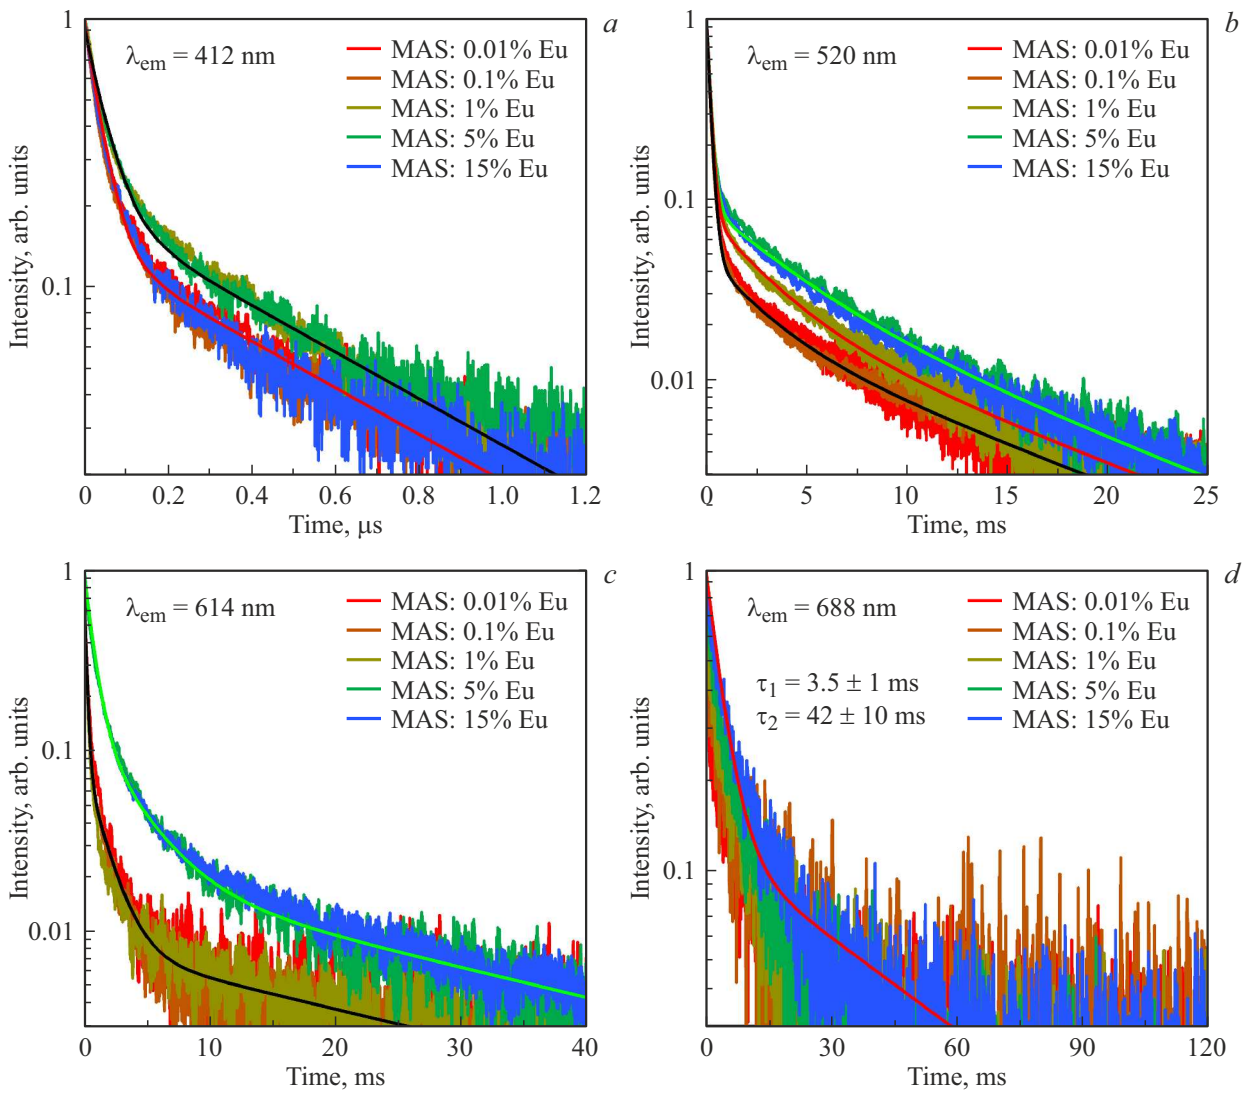 a
λem = 412 nm
MAS: 0.01% Eu
MAS: 0.1% Eu
MAS: 1% Eu
MAS: 5% Eu
MAS: 15% Eu
Intensity, arb. units
1
0.1
0 0.2 0.4 0.6 0.8 1.0 1.2
Time, μs
b
λem = 520 nm
MAS: 0.01% Eu
MAS: 0.1% Eu
MAS: 1% Eu
MAS: 5% Eu
MAS: 15% Eu
Intensity, arb. units
1
0.1
0.01
0 5 10 15 20 25
Time, ms
c
λem = 614 nm
MAS: 0.01% Eu
MAS: 0.1% Eu
MAS: 1% Eu
MAS: 5% Eu
MAS: 15% Eu
Intensity, arb. units
1
0.1
0.01
0 10 20 30 40
Time, ms
d
λem = 688 nm
MAS: 0.01% Eu
MAS: 0.1% Eu
MAS: 1% Eu
MAS: 5% Eu
MAS: 15% Eu
τ1 = 3.5 ± 1 ms
τ2 = 42 ± 10 ms
Intensity, arb. units
1
0.1
0 30 60 90 120
Time, ms